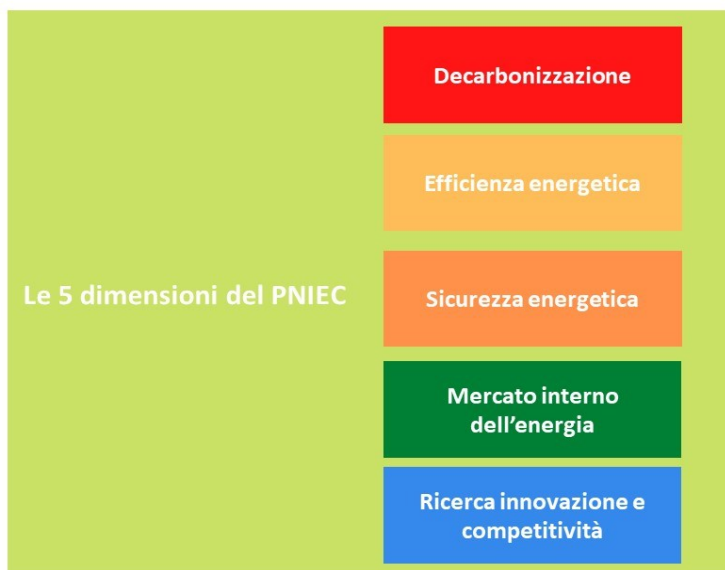 Le 5 dimensioni del PNIEC
Decarbonizzazione
Efficienza energetica
Sicurezza energetica
Mercato interno
dell’energia
Ricerca innovazione e
competitività